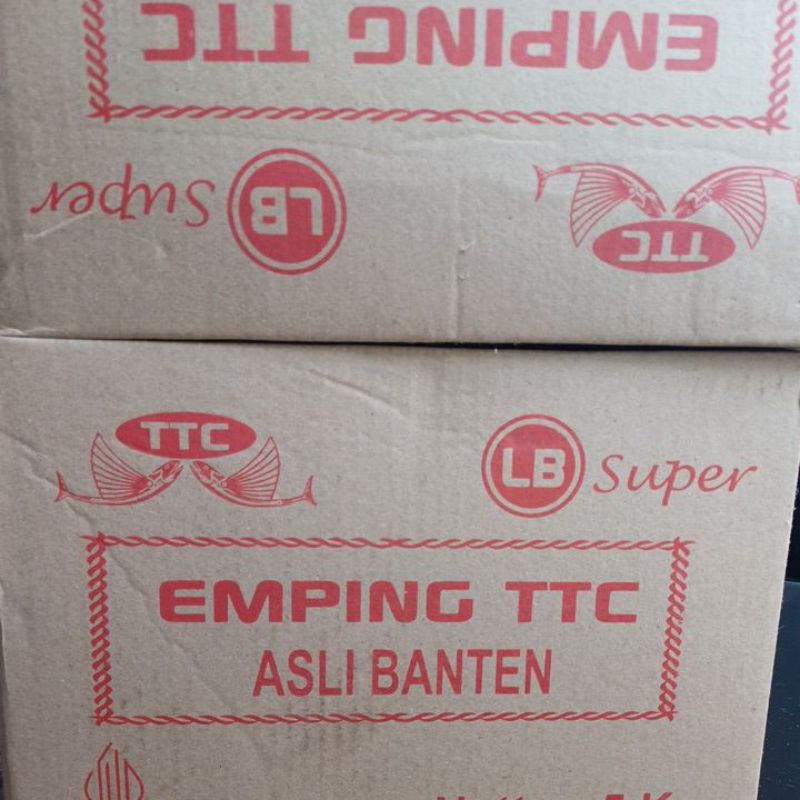 EMPING TTC
LB Super
TTC
TTC
LB Super
EMPING TTC
ASLI BANTEN